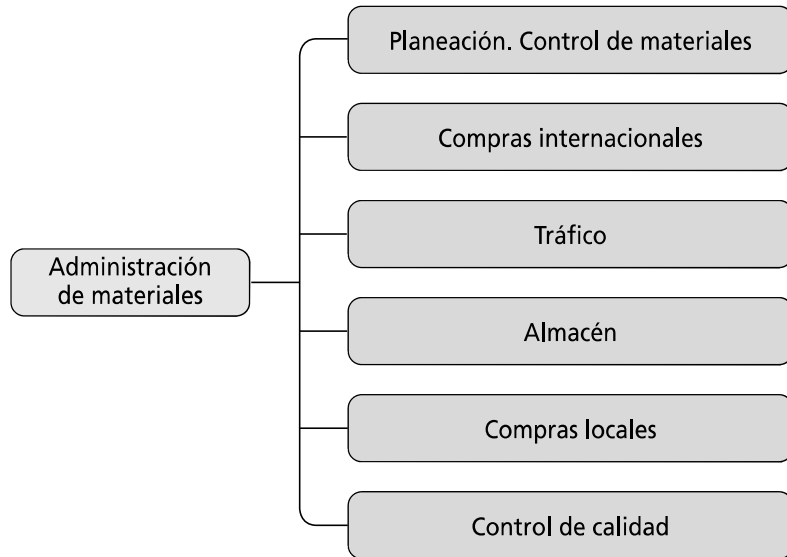 Planeación. Control de materiales
Compras internacionales
Tráfico
Administración
de materiales
Almacén
Compras locales
Control de calidad